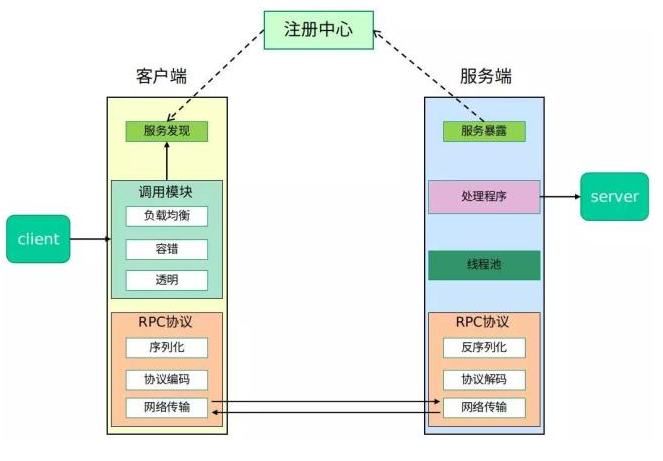 注册中心
客户端
服务端
服务发现
服务暴露
调用模块
负载均衡
容错
透明
处理程序
线程池
client
server
RPC协议
序列化
协议编码
网络传输
RPC协议
反序列化
协议解码
网络传输